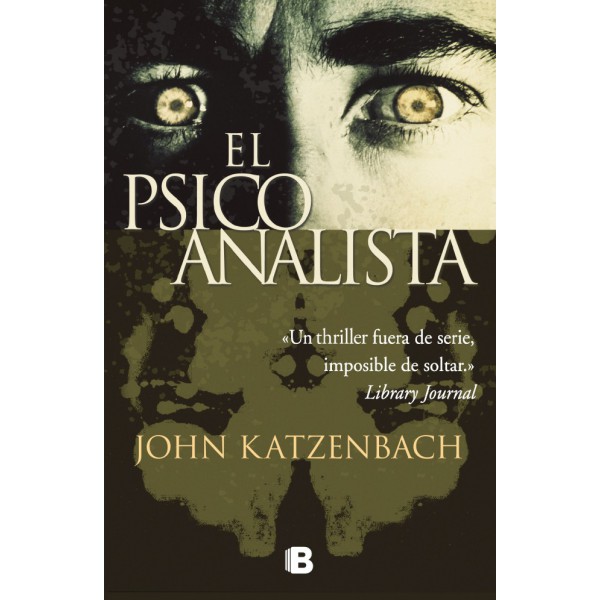 EL
PSICO
ANALISTA
«Un thriller fuera de serie,
imposible de soltar.»
Library Journal
JOHN KATZENBACH
B